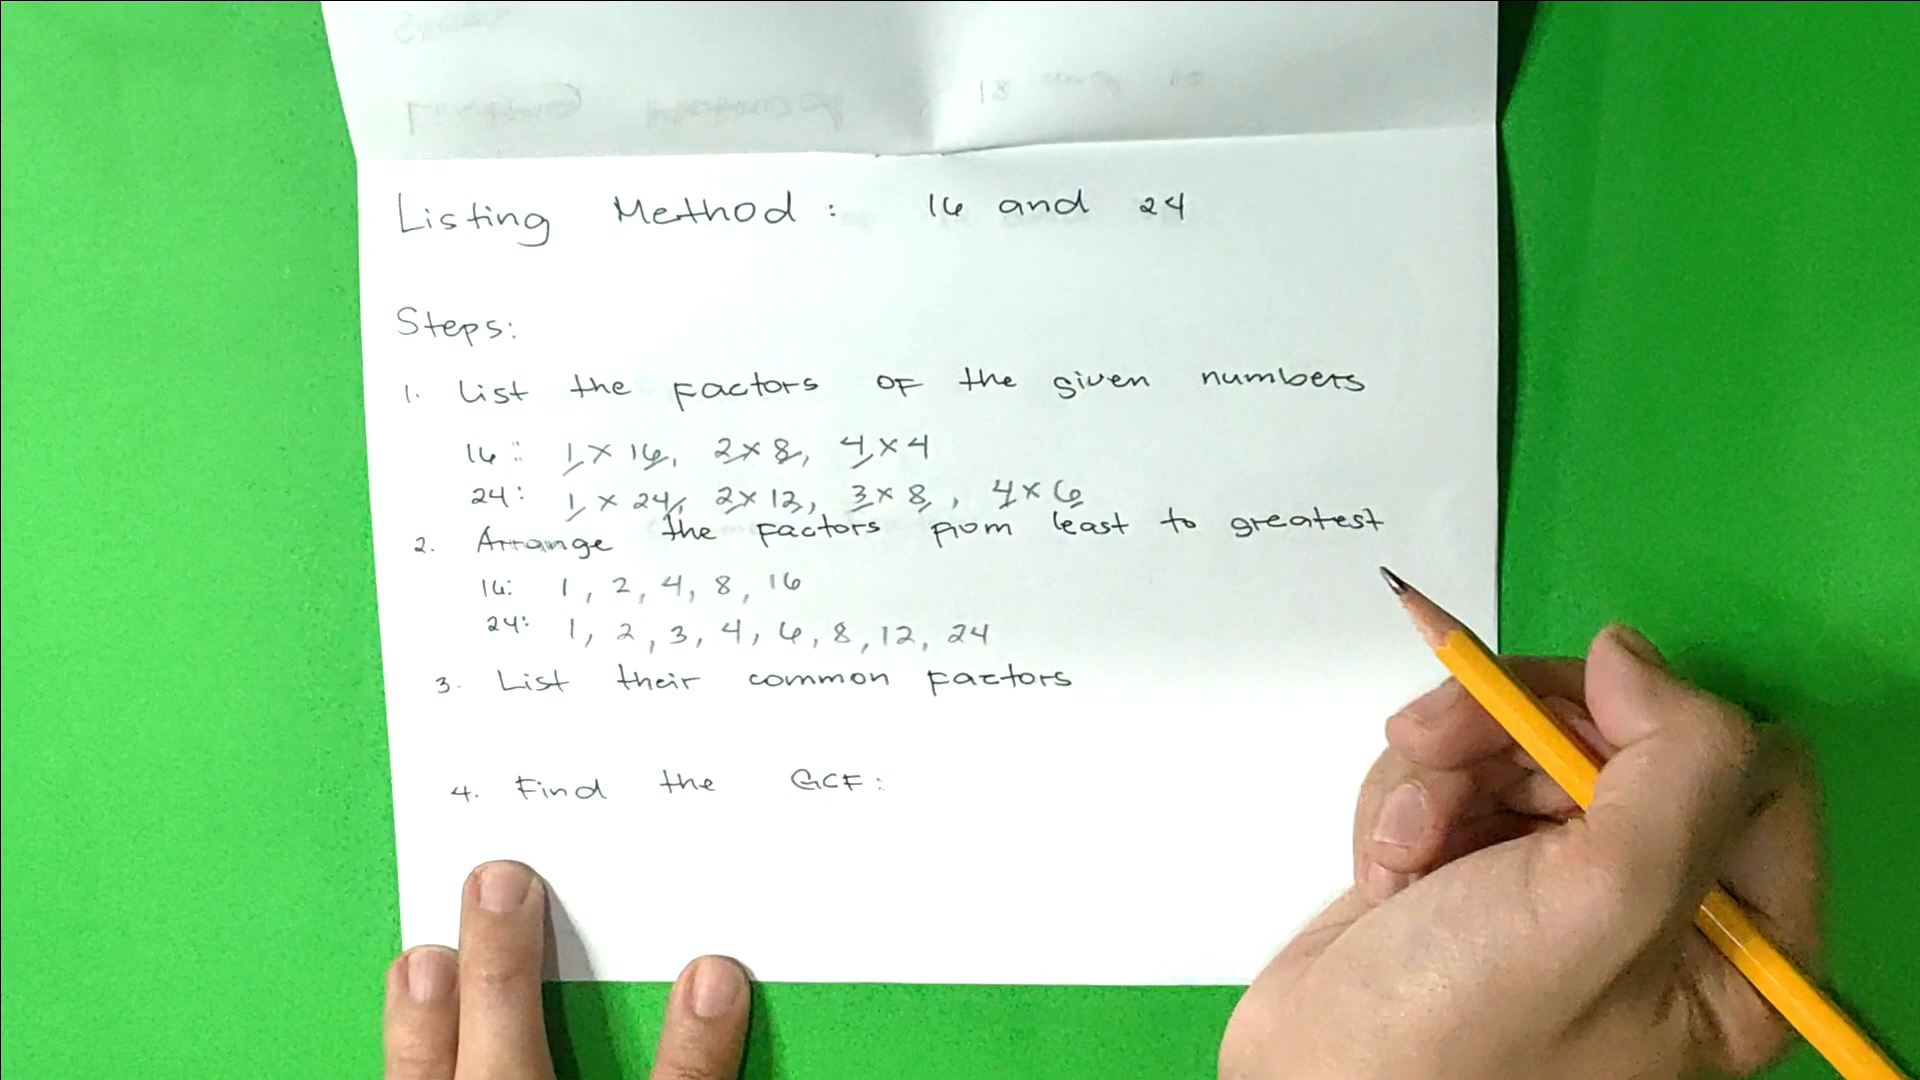 Listing Method : 16 and 24
Steps:
1. List the factors of the given numbers
16: 1 x 16, 2 x 8, 4 x 4
24: 1 x 24, 2 x 12, 3 x 8, 4 x 6
2. Arrange the factors from least to greatest
16: 1, 2, 4, 8, 16
24: 1, 2, 3, 4, 6, 8, 12, 24
3. List their common factors
4. Find the GCF: